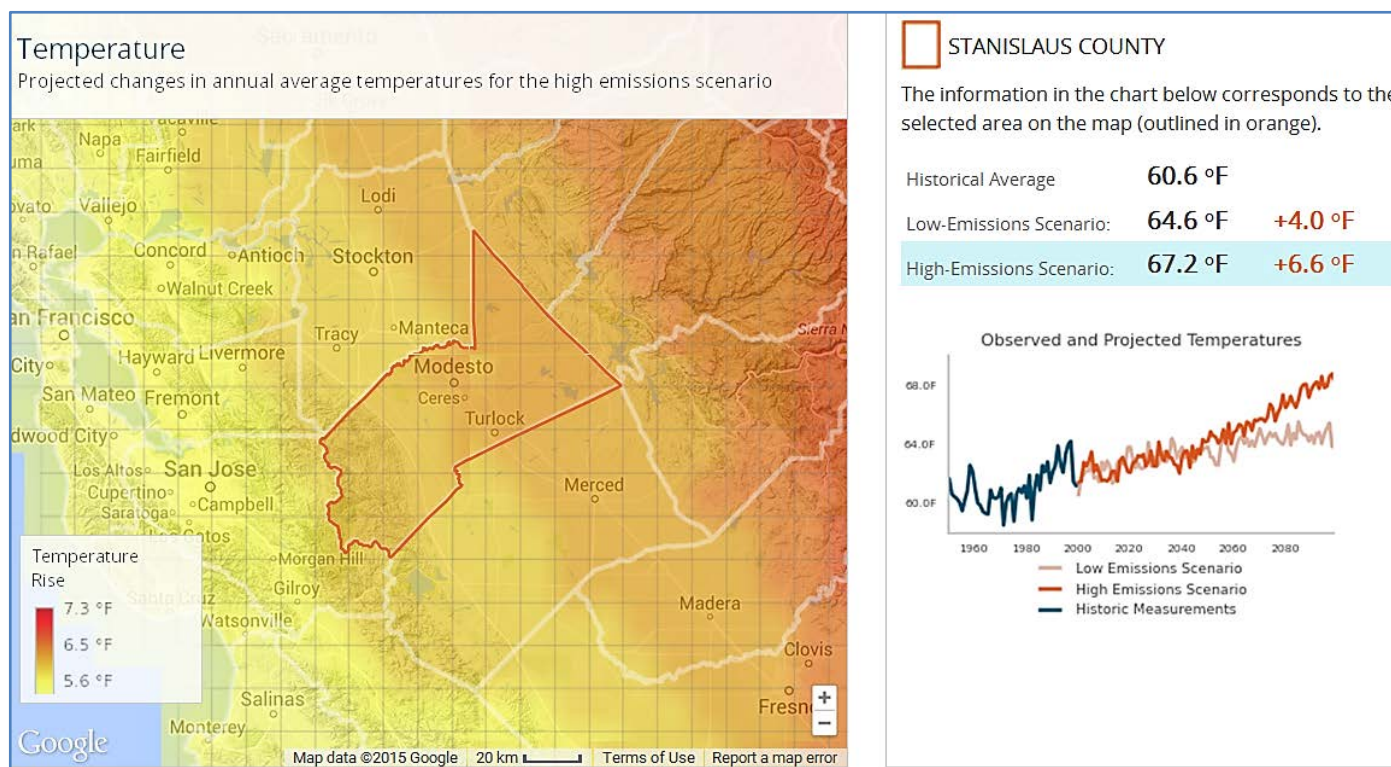 Temperature
Projected changes in annual average temperatures for the high emissions scenario
Sacramento
Vacaville
Napa
Fairfield
Lodi
Vallejo
Concord
Antioch
Stockton
Walnut Creek
Tracy
Manteca
Hayward
Livermore
Modesto
San Mateo
Fremont
Ceres
Turlock
San Jose
Los Altos
Cupertino
Saratoga
Campbell
Merced
Morgan Hill
Gilroy
Santa Cruz
Watsonville
Madera
Clovis
Salinas
Monterey
Temperature
Rise
7.3 °F
6.5 °F
5.6 °F
Google
+
−
Map data ©2015 Google
20 km
Terms of Use
Report a map error
STANISLAUS COUNTY
The information in the chart below corresponds to the
selected area on the map (outlined in orange).
Historical Average 60.6 °F
Low-Emissions Scenario: 64.6 °F +4.0 °F
High-Emissions Scenario: 67.2 °F +6.6 °F
Observed and Projected Temperatures
68.0F
64.0F
60.0F
1960 1980 2000 2020 2040 2060 2080
Low Emissions Scenario
High Emissions Scenario
Historic Measurements